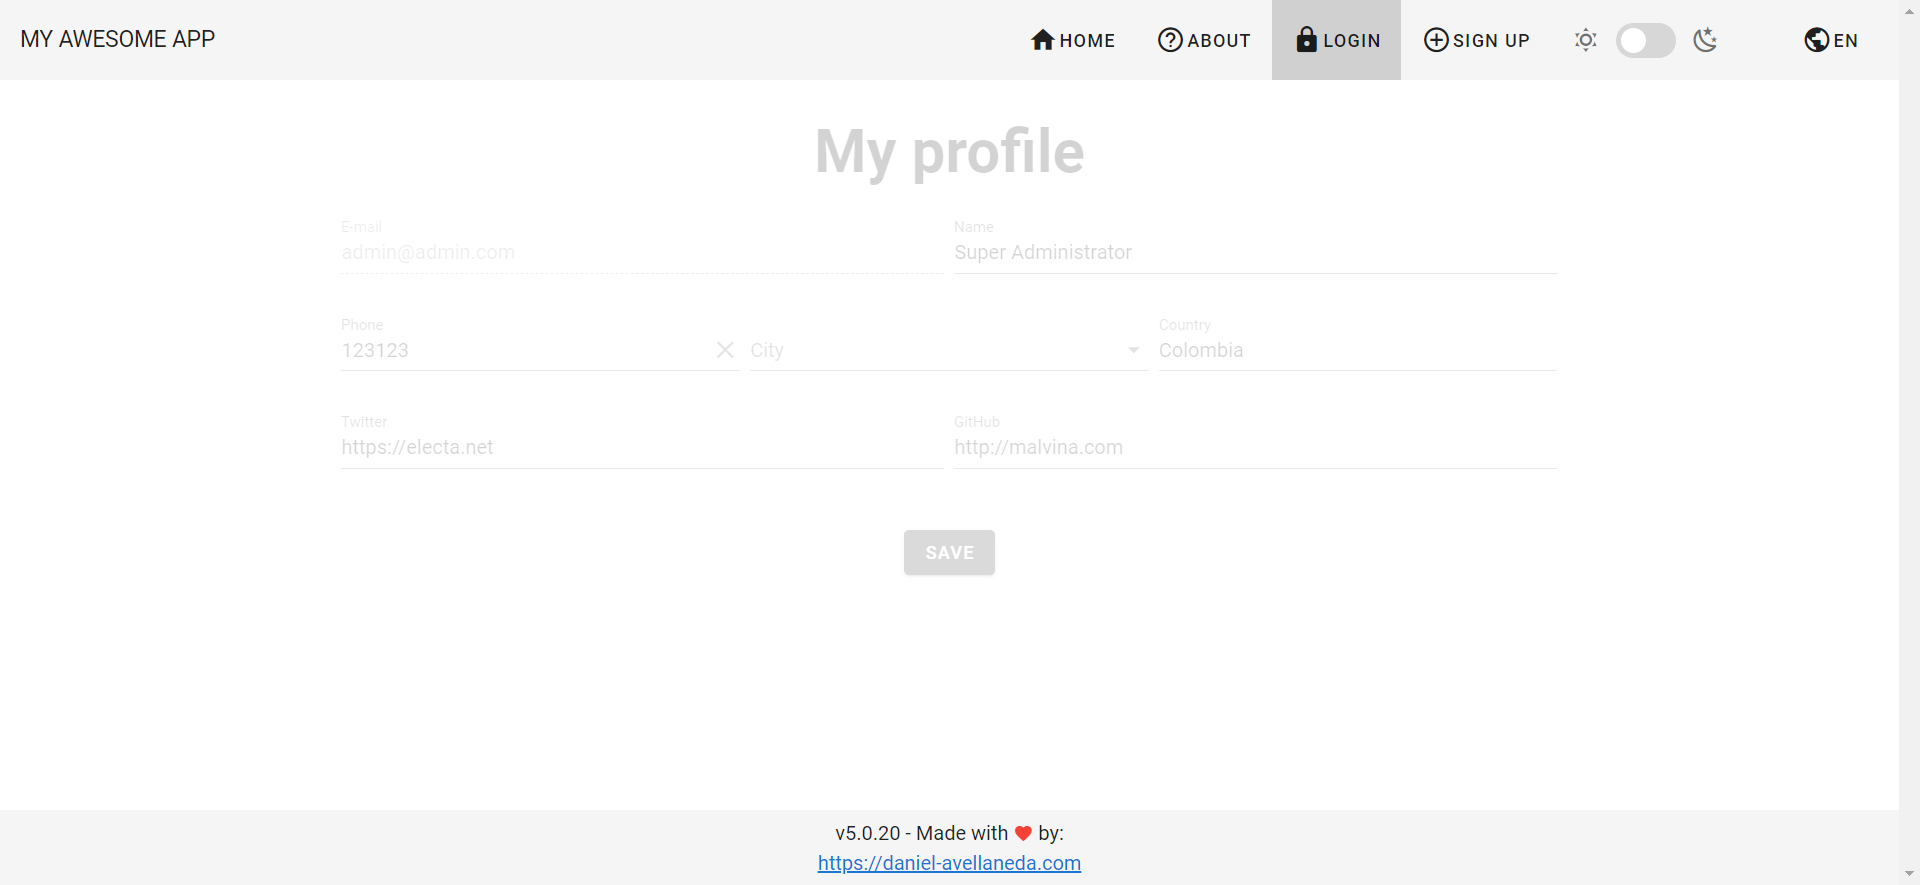 MY AWESOME APP
HOME
ABOUT
LOGIN
SIGN UP
EN
My profile
E-mail
admin@admin.com
Name
Super Administrator
Phone
123123
City
Country
Colombia
Twitter
https://electa.net
GitHub
http://malvina.com
SAVE
v5.0.20 - Made with ❤ by:
https://daniel-avellaneda.com